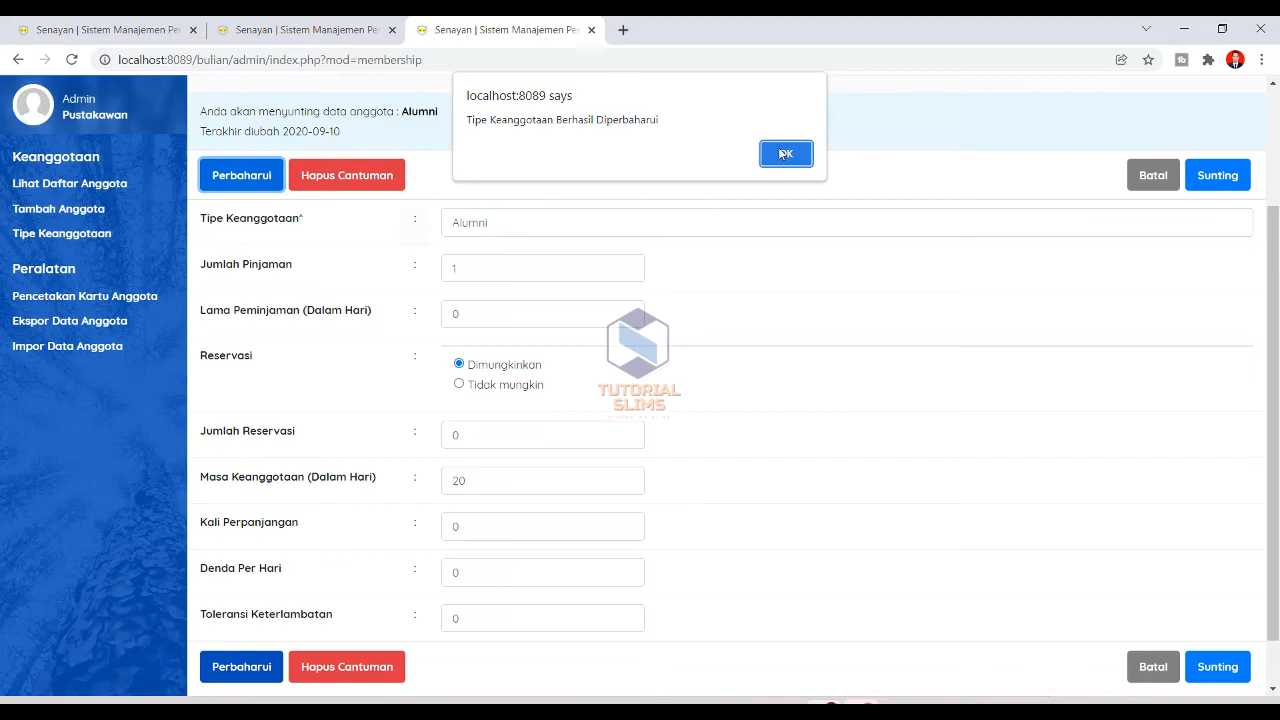 Senayan | Sistem Manajemen Per
Senayan | Sistem Manajemen Per
Senayan | Sistem Manajemen Per
localhost:8089/bulian/admin/index.php?mod=membership
Admin
Pustakawan
localhost:8089 says
Tipe Keanggotaan Berhasil Diperbaharui
OK
Anda akan menyunting data anggota : Alumni
Terakhir diubah 2020-09-10
Keanggotaan
Lihat Daftar Anggota
Tambah Anggota
Tipe Keanggotaan
Peralatan
Pencetakan Kartu Anggota
Ekspor Data Anggota
Impor Data Anggota
Perbaharui Hapus Cantuman Batal Sunting
Tipe Keanggotaan* : Alumni
Jumlah Pinjaman : 1
Lama Peminjaman (Dalam Hari) : 0
Reservasi : Dimungkinkan
Tidak mungkin
TUTORIAL
SLIMS
Jumlah Reservasi : 0
Masa Keanggotaan (Dalam Hari) : 20
Kali Perpanjangan : 0
Denda Per Hari : 0
Toleransi Keterlambatan : 0
Perbaharui Hapus Cantuman Batal Sunting